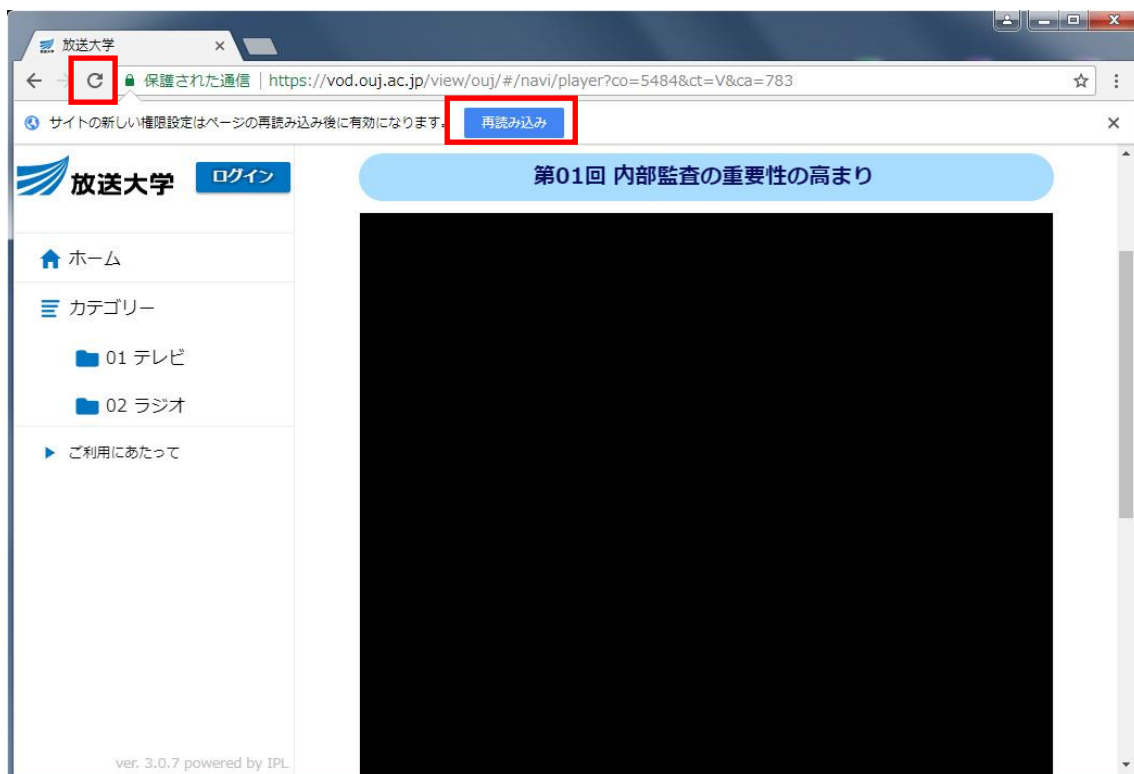 放送大学
保護された通信 | https://vod.ouj.ac.jp/view/ouj/#/navi/player?co=5484&ct=V&ca=783
サイトの新しい権限設定はページの再読み込み後に有効になります。 再読み込み
放送大学 ログイン
第01回 内部監査の重要性の高まり
ホーム
カテゴリー
01 テレビ
02 ラジオ
ご利用にあたって
ver. 3.0.7 powered by IPL